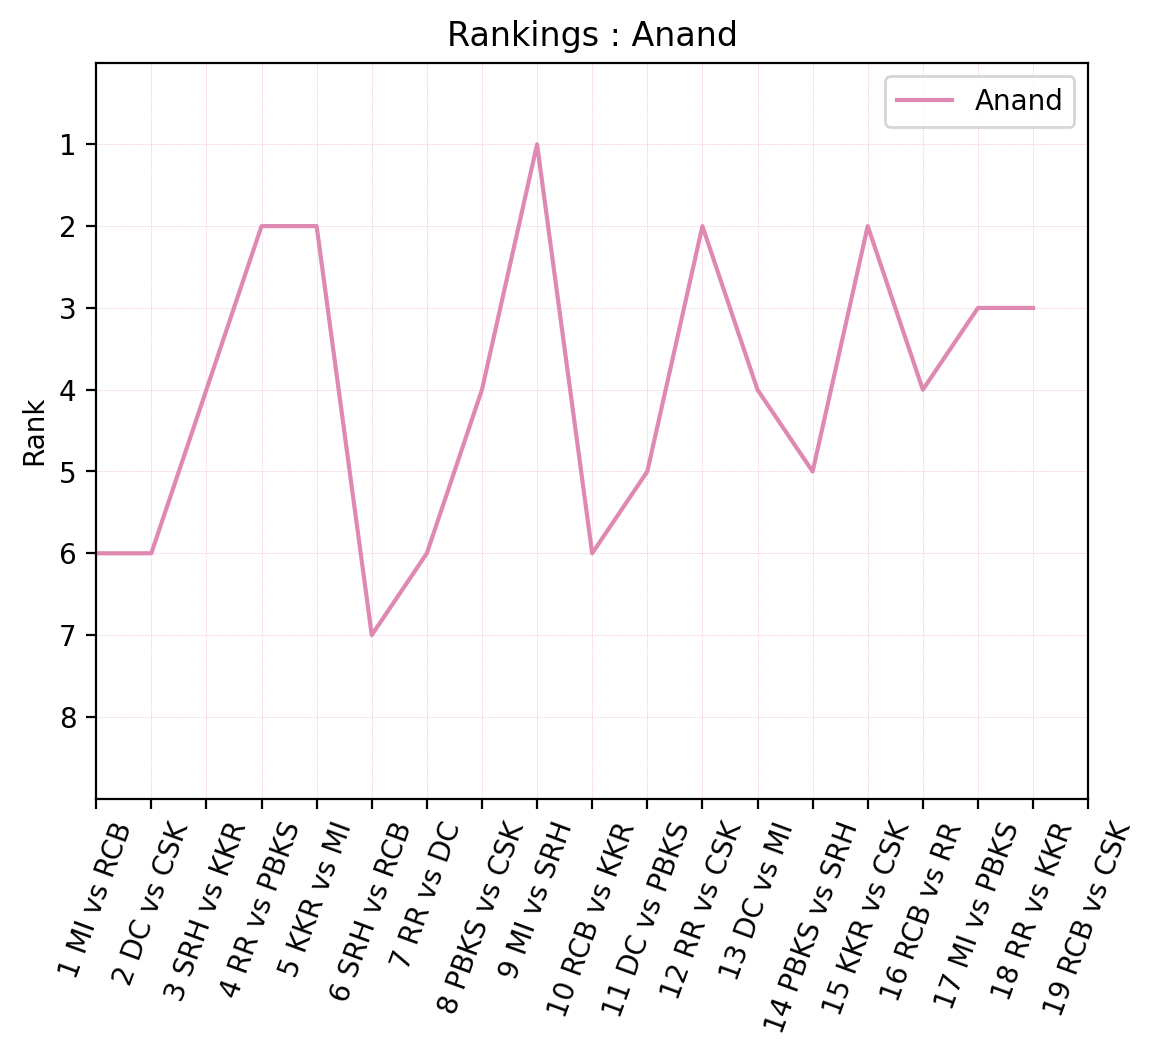 Rankings : Anand
Anand
Rank
1
2
3
4
5
6
7
8
1 MI vs RCB
2 DC vs CSK
3 SRH vs KKR
4 RR vs PBKS
5 KKR vs MI
6 SRH vs RCB
7 RR vs DC
8 PBKS vs CSK
9 MI vs SRH
10 RCB vs KKR
11 DC vs PBKS
12 RR vs CSK
13 DC vs MI
14 PBKS vs SRH
15 KKR vs CSK
16 RCB vs RR
17 MI vs PBKS
18 RR vs KKR
19 RCB vs CSK